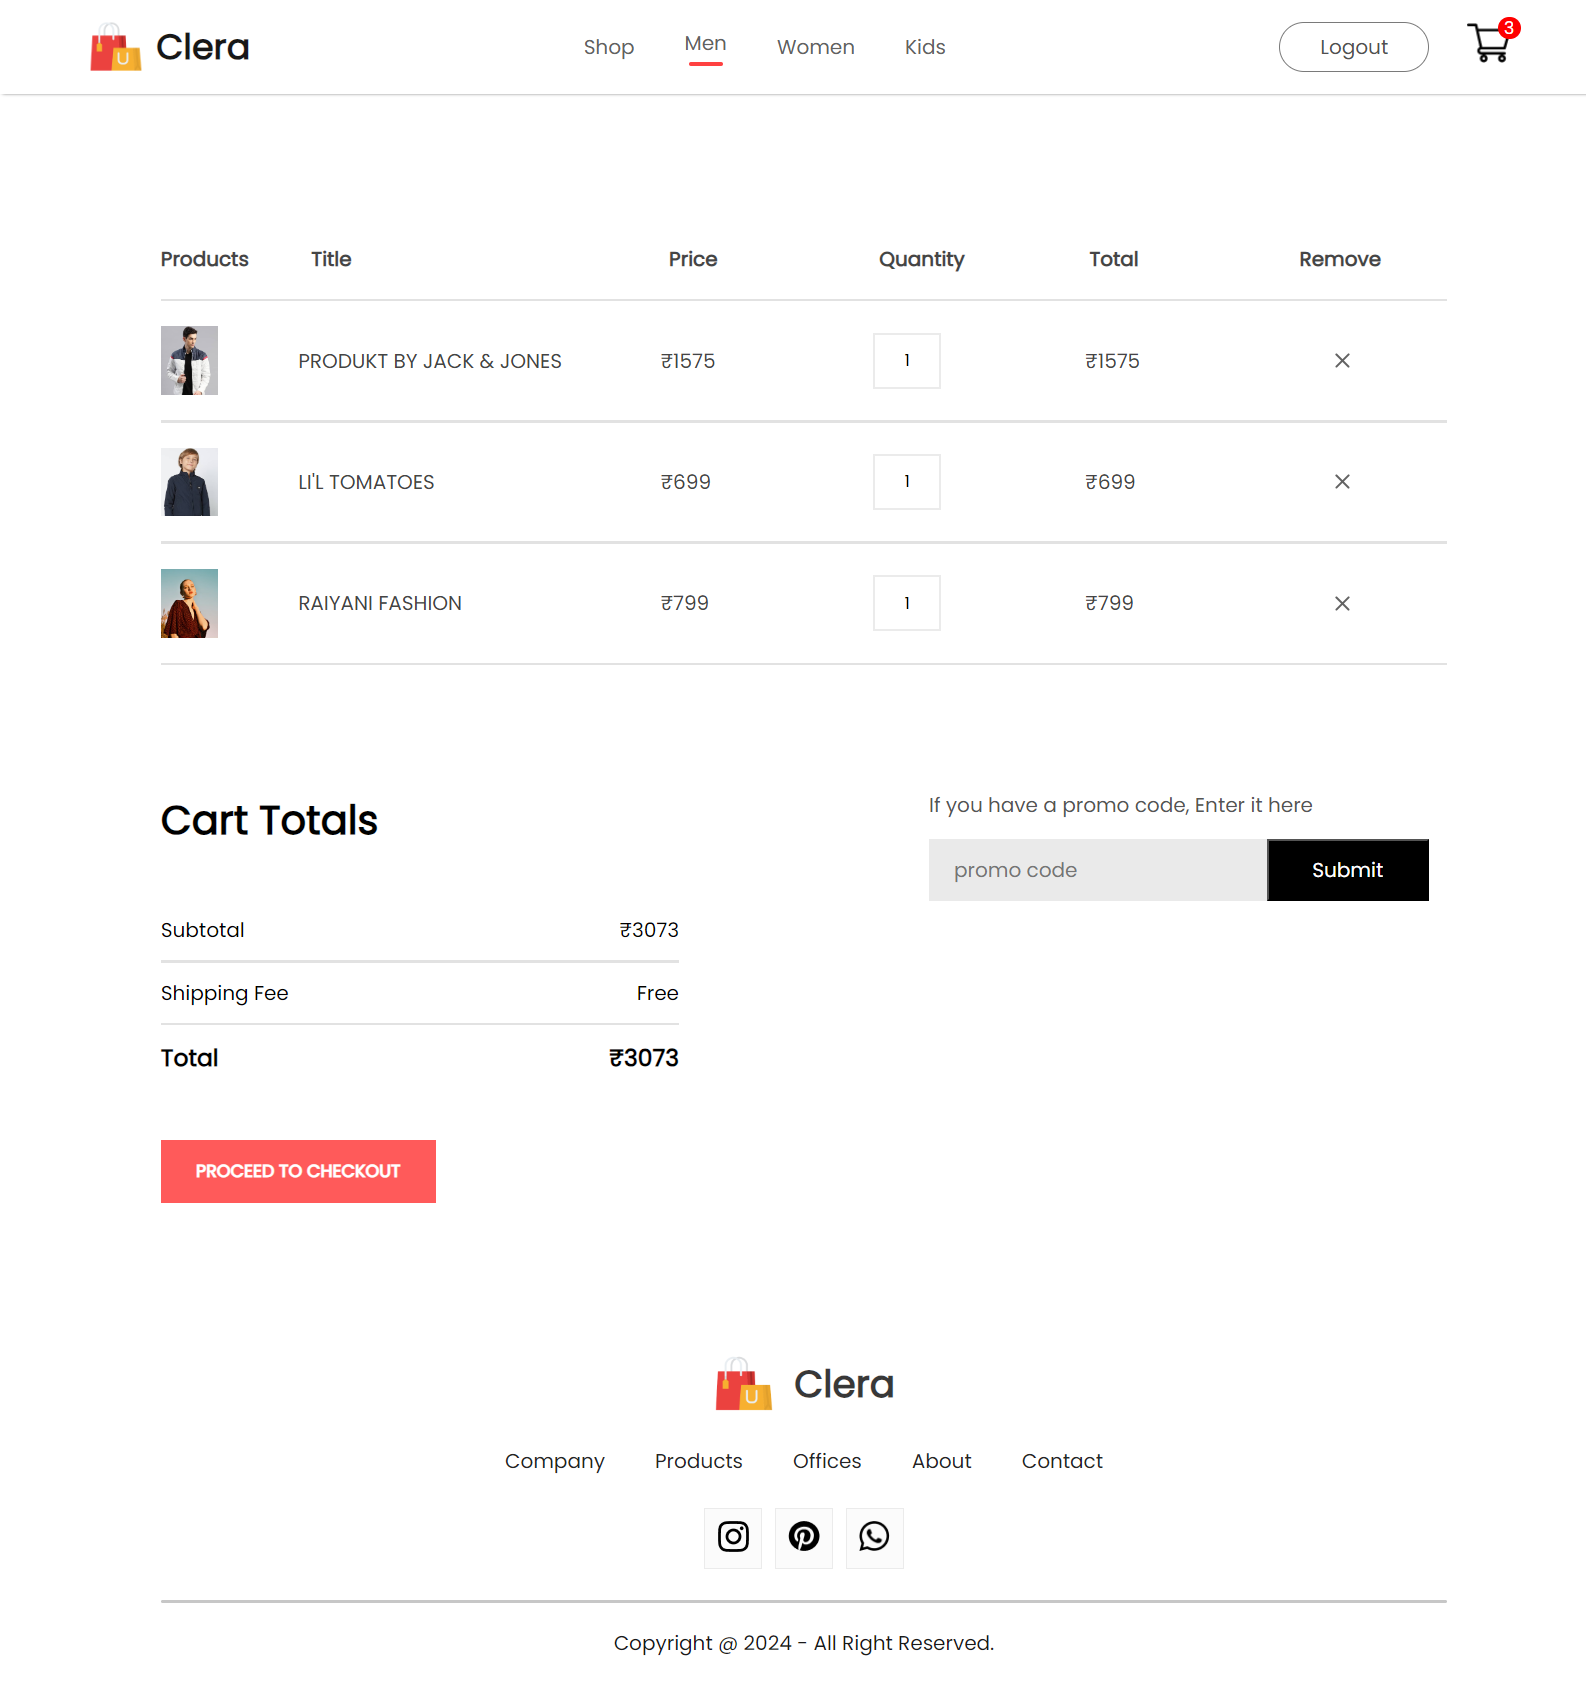 Clera
Shop Men Women Kids
Logout
3
Products Title Price Quantity Total Remove
PRODUKT BY JACK & JONES ₹1575 1 ₹1575
LI'L TOMATOES ₹699 1 ₹699
RAIYANI FASHION ₹799 1 ₹799
Cart Totals
Subtotal ₹3073
Shipping Fee Free
Total ₹3073
PROCEED TO CHECKOUT
If you have a promo code, Enter it here
promo code Submit
U Clera
Company Products Offices About Contact
Copyright @ 2024 - All Right Reserved.